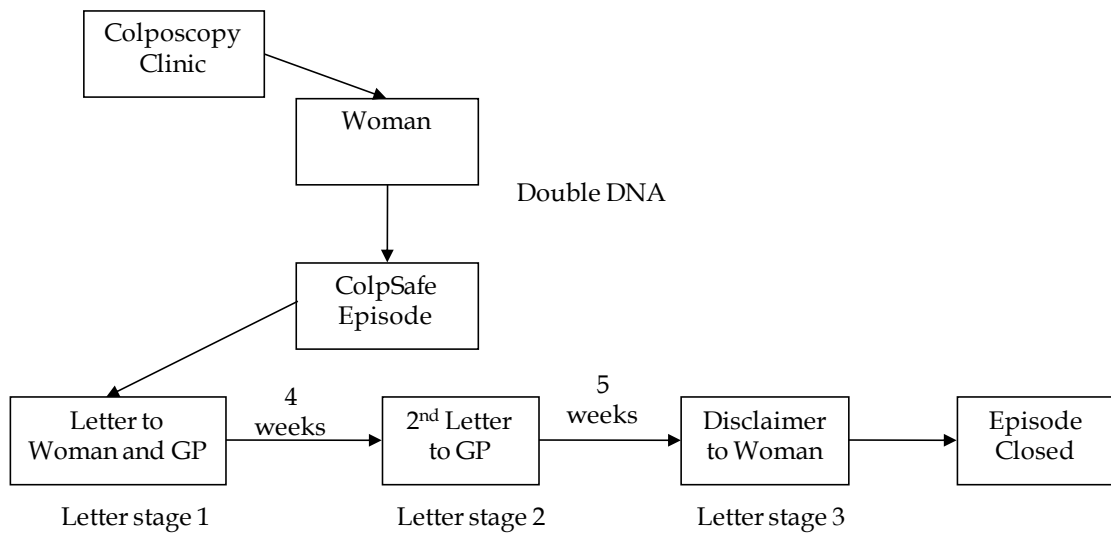 Colposcopy
Clinic
Woman
Double DNA
ColpSafe
Episode
4
weeks
5
weeks
Letter to
Woman and GP
2nd Letter
to GP
Disclaimer
to Woman
Episode
Closed
Letter stage 1
Letter stage 2
Letter stage 3